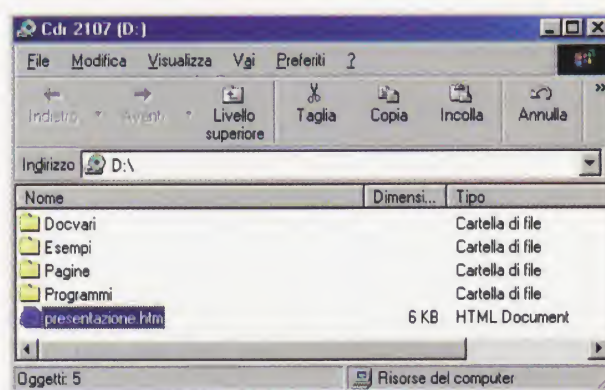 Cdr 2107 (D:)
File Modifica Visualizza Vai Preferiti ?
Indietro Avanti Livello superiore Taglia Copia Incolla Annulla »
Indirizzo D:\
Nome Dimensi... Tipo
Docvari Cartella di file
Esempi Cartella di file
Pagine Cartella di file
Programmi Cartella di file
presentazione.htm 6 KB HTML Document
Oggetti: 5 Risorse del computer